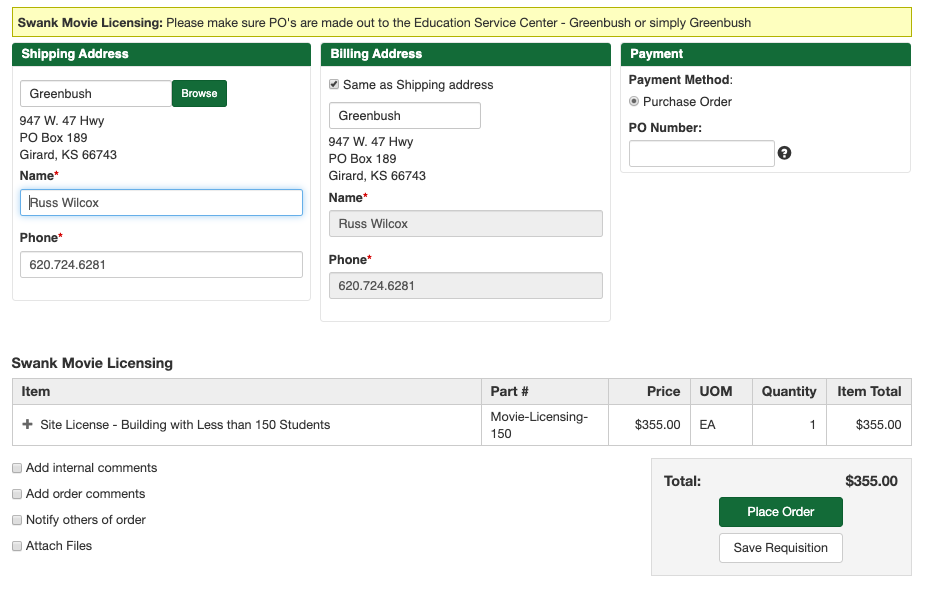 Swank Movie Licensing: Please make sure PO's are made out to the Education Service Center - Greenbush or simply Greenbush
Shipping Address
Greenbush
Browse
947 W. 47 Hwy
PO Box 189
Girard, KS 66743
Name*
Russ Wilcox
Phone*
620.724.6281
Billing Address
Same as Shipping address
Greenbush
947 W. 47 Hwy
PO Box 189
Girard, KS 66743
Name*
Russ Wilcox
Phone*
620.724.6281
Payment
Payment Method:
Purchase Order
PO Number:
?
Swank Movie Licensing
Item Part # Price UOM Quantity Item Total
+ Site License - Building with Less than 150 Students Movie-Licensing- $355.00 EA 1 $355.00
150
Add internal comments
Add order comments
Notify others of order
Attach Files
Total: $355.00
Place Order
Save Requisition